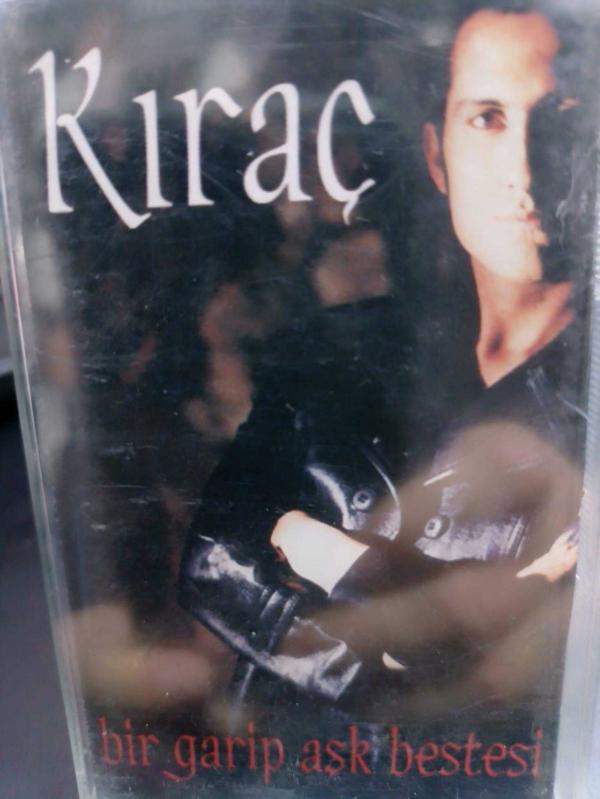 Kıraç
bir garip aşk bestesi